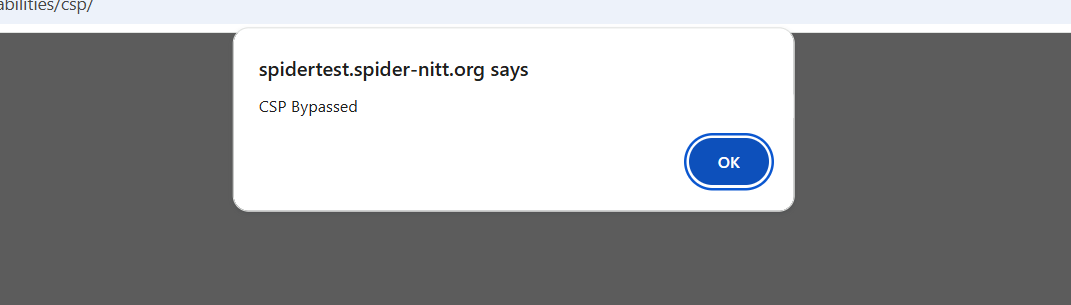 abilities/csp/
spidertest.spider-nitt.org says
CSP Bypassed
OK